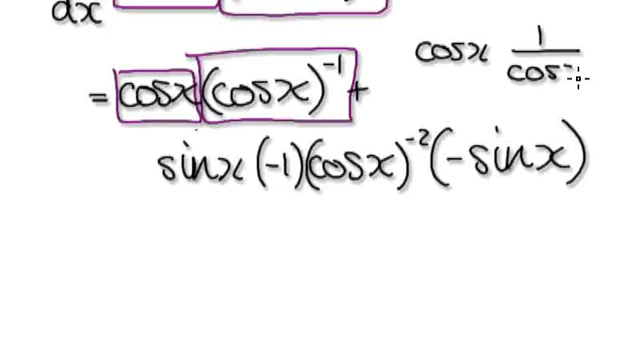 dx
cosx 1/cos
= cosx (cosx)⁻¹ +
sinx (-1)(cosx)⁻² (-sinx)